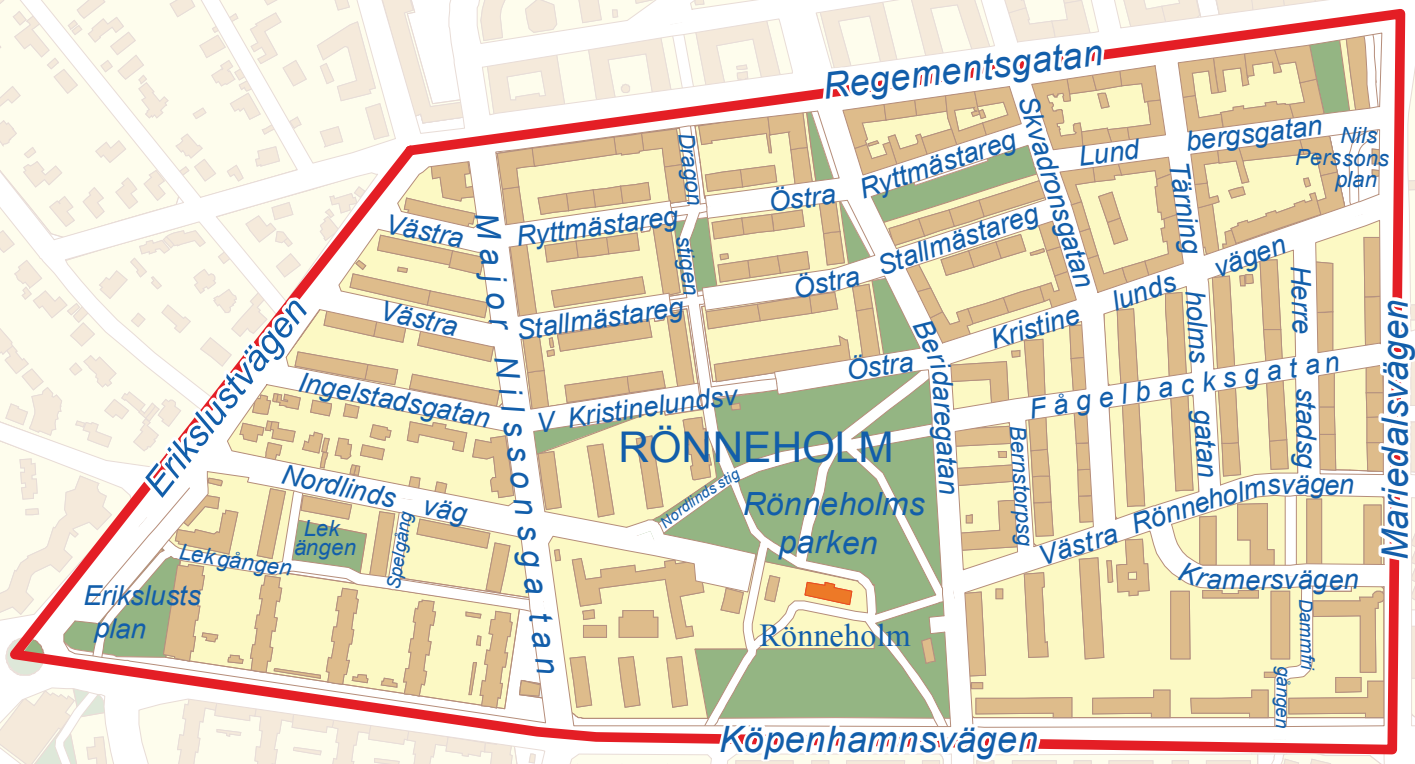 Regementsgatan
Skvadronsgatan
Lund
bergsgatan
Nils
Perssons
plan
Dragon
stigen
Ryttmästareg
Östra
Tärning
holms
gatan
Västra
Ryttmästareg
Major Nilssonsgatan
Östra
Stallmästareg
Västra
Stallmästareg
Kristine
lunds
vägen
Herre
stadsg
Erikslustvägen
Beridaregatan
Östra
Mariedalsvägen
Ingelstadsgatan
V Kristinelundsv
Fågelbacksgatan
RÖNNEHOLM
Bernstorpsg
Nordlinds
väg
Nordlinds stig
Rönneholms
parken
Västra
Rönneholmsvägen
Lek
ängen
Spelgång
Lekgången
Kramersvägen
Erikslusts
plan
Rönneholm
Dammfri
gången
Köpenhamnsvägen